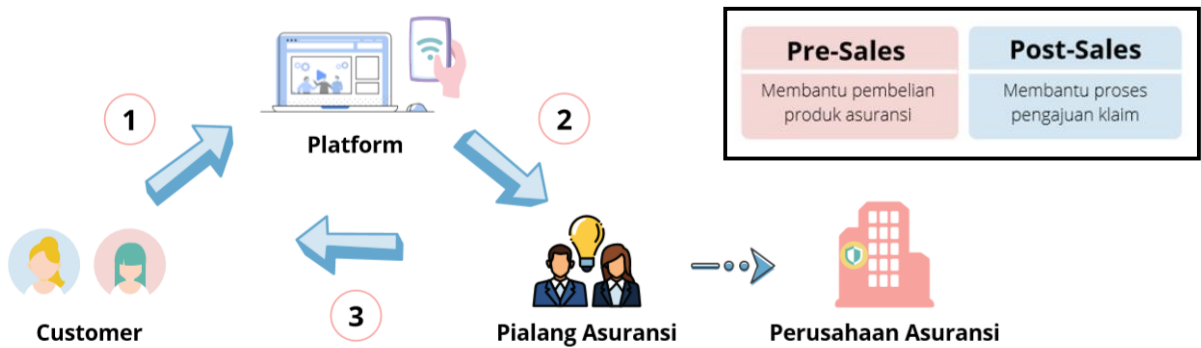 Pre-Sales
Membantu pembelian
produk asuransi
Post-Sales
Membantu proses
pengajuan klaim
1
Platform
2
Customer
3
Pialang Asuransi
Perusahaan Asuransi